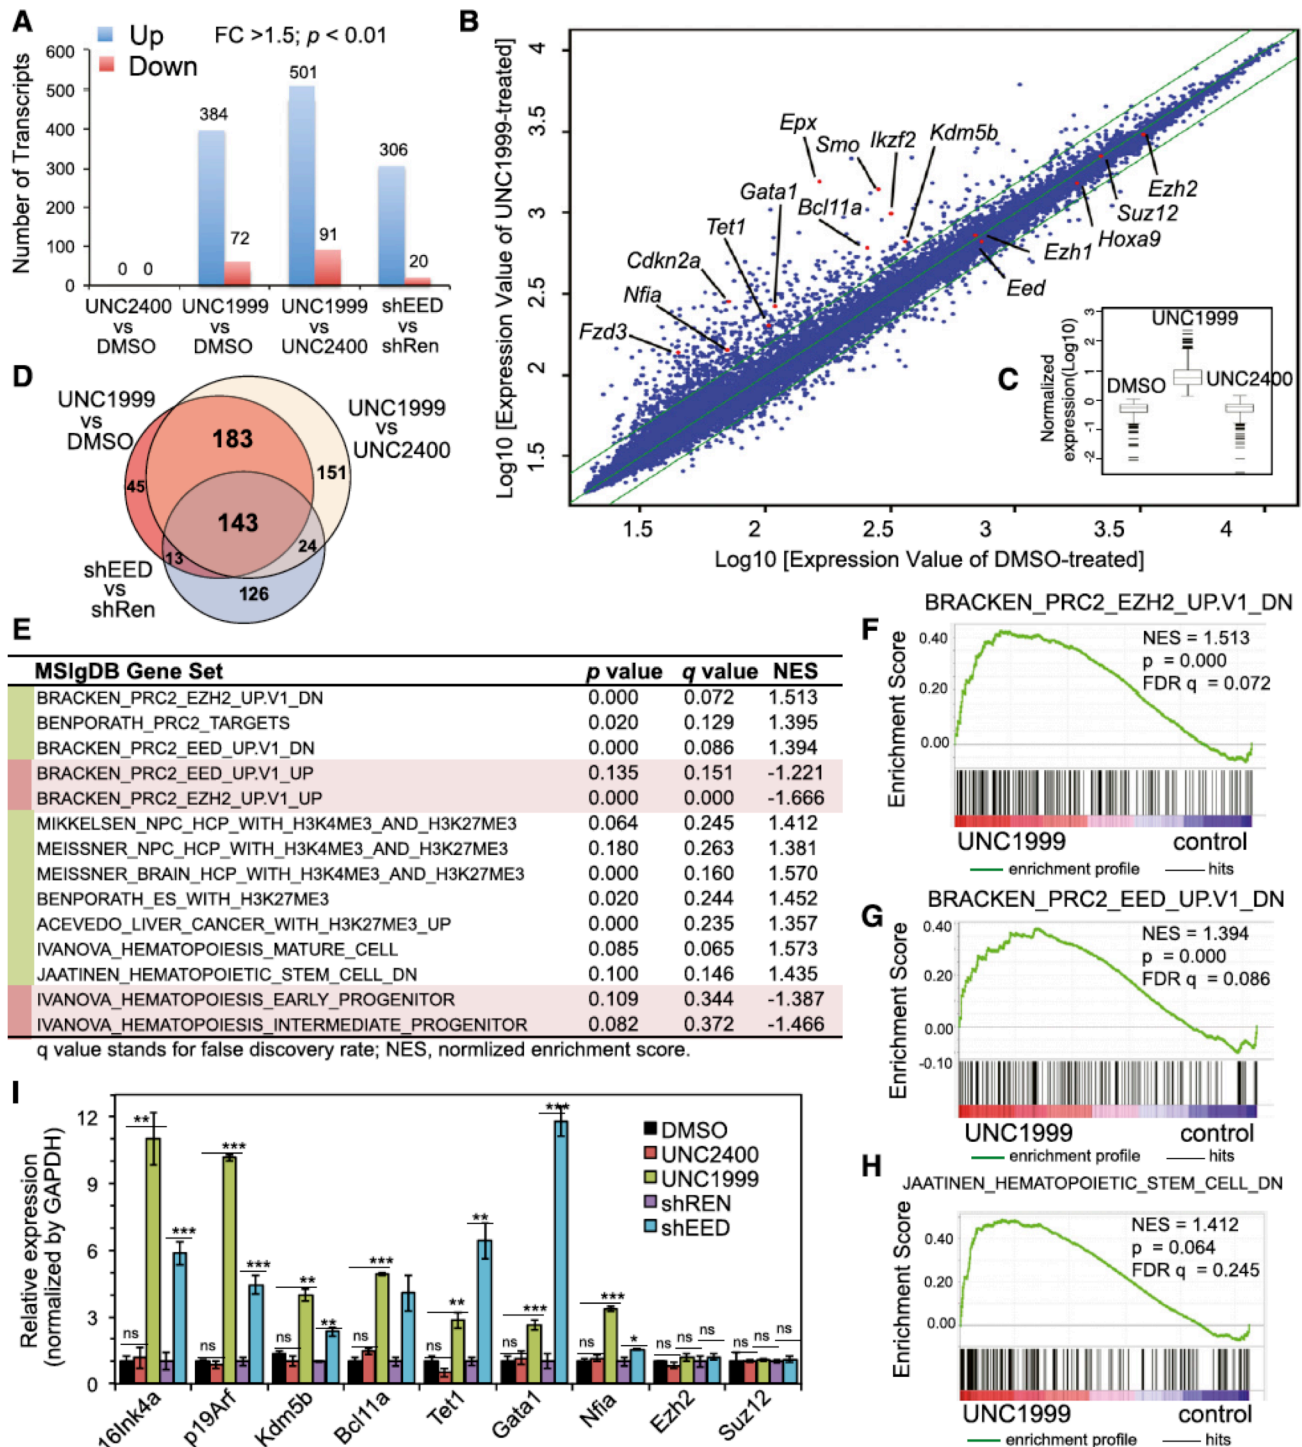 A
Up
Down
FC >1.5; p < 0.01
Number of Transcripts
600
500
400
300
200
100
0
0 0
384
72
501
91
306
20
UNC2400 vs DMSO
UNC1999 vs DMSO
UNC1999 vs UNC2400
shEED vs shRen
B
Log10 [Expression Value of UNC1999-treated]
4
3.5
3
2.5
2
1.5
Epx
Smo
Ikzf2
Kdm5b
Gata1
Bcl11a
Tet1
Cdkn2a
Nfia
Fzd3
Ezh2
Suz12
Hoxa9
Ezh1
Eed
1.5
2
2.5
3
3.5
4
Log10 [Expression Value of DMSO-treated]
C
Normalized
expression(Log10)
3
2
1
0
-1
-2
UNC1999
DMSO
UNC2400
D
UNC1999
vs
DMSO
UNC1999
vs
UNC2400
shEED
vs
shRen
183
151
45
143
13
24
126
E
MSIgDB Gene Set p value q value NES
BRACKEN_PRC2_EZH2_UP.V1_DN 0.000 0.072 1.513
BENPORATH_PRC2_TARGETS 0.020 0.129 1.395
BRACKEN_PRC2_EED_UP.V1_DN 0.000 0.086 1.394
BRACKEN_PRC2_EED_UP.V1_UP 0.135 0.151 -1.221
BRACKEN_PRC2_EZH2_UP.V1_UP 0.000 0.000 -1.666
MIKKELSEN_NPC_HCP_WITH_H3K4ME3_AND_H3K27ME3 0.064 0.245 1.412
MEISSNER_NPC_HCP_WITH_H3K4ME3_AND_H3K27ME3 0.180 0.263 1.381
MEISSNER_BRAIN_HCP_WITH_H3K4ME3_AND_H3K27ME3 0.000 0.160 1.570
BENPORATH_ES_WITH_H3K27ME3 0.020 0.244 1.452
ACEVEDO_LIVER_CANCER_WITH_H3K27ME3_UP 0.000 0.235 1.357
IVANOVA_HEMATOPOIESIS_MATURE_CELL 0.085 0.065 1.573
JAATINEN_HEMATOPOIETIC_STEM_CELL_DN 0.100 0.146 1.435
IVANOVA_HEMATOPOIESIS_EARLY_PROGENITOR 0.109 0.344 -1.387
IVANOVA_HEMATOPOIESIS_INTERMEDIATE_PROGENITOR 0.082 0.372 -1.466
q value stands for false discovery rate; NES, normlized enrichment score.
F
BRACKEN_PRC2_EZH2_UP.V1_DN
Enrichment Score
0.40
0.20
0.00
NES = 1.513
p = 0.000
FDR q = 0.072
UNC1999 control
enrichment profile hits
G
BRACKEN_PRC2_EED_UP.V1_DN
Enrichment Score
0.40
0.20
0.00
-0.10
NES = 1.394
p = 0.000
FDR q = 0.086
UNC1999 control
enrichment profile hits
H
JAATINEN_HEMATOPOIETIC_STEM_CELL_DN
Enrichment Score
0.40
0.20
0.00
NES = 1.412
p = 0.064
FDR q = 0.245
UNC1999 control
enrichment profile hits
I
Relative expression
(normalized by GAPDH)
12
9
6
3
0
DMSO
UNC2400
UNC1999
shREN
shEED
ns ** ***
ns *** ***
ns ** **
ns ***
** **
ns *** ***
ns *** *
ns ns ns
ns ns ns
16Ink4a
p19Arf
Kdm5b
Bcl11a
Tet1
Gata1
Nfia
Ezh2
Suz12